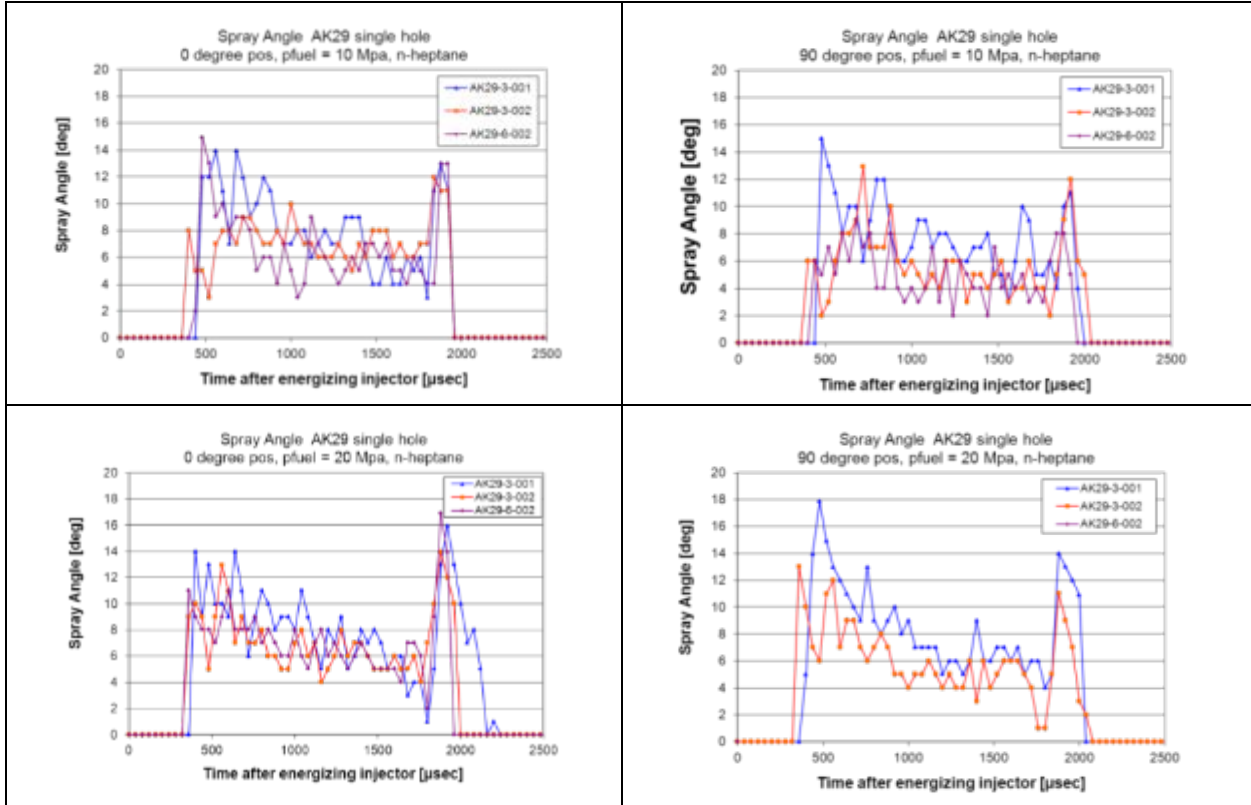 Spray Angle AK29 single hole
0 degree pos, pfuel = 10 Mpa, n-heptane
20
18
16
14
12
10
8
6
4
2
0
Spray Angle [deg]
AK29-3-001
AK29-3-002
AK29-6-002
0 500 1000 1500 2000 2500
Time after energizing injector [µsec]
Spray Angle AK29 single hole
90 degree pos, pfuel = 10 Mpa, n-heptane
20
18
16
14
12
10
8
6
4
2
0
Spray Angle [deg]
AK29-3-001
AK29-3-002
AK29-6-002
0 500 1000 1500 2000 2500
Time after energizing injector [µsec]
Spray Angle AK29 single hole
0 degree pos, pfuel = 20 Mpa, n-heptane
20
18
16
14
12
10
8
6
4
2
0
Spray Angle [deg]
AK29-3-001
AK29-3-002
AK29-6-002
0 500 1000 1500 2000 2500
Time after energizing injector [µsec]
Spray Angle AK29 single hole
90 degree pos, pfuel = 20 Mpa, n-heptane
20
18
16
14
12
10
8
6
4
2
0
Spray Angle [deg]
AK29-3-001
AK29-3-002
AK29-6-002
0 500 1000 1500 2000 2500
Time after energizing injector [µsec]